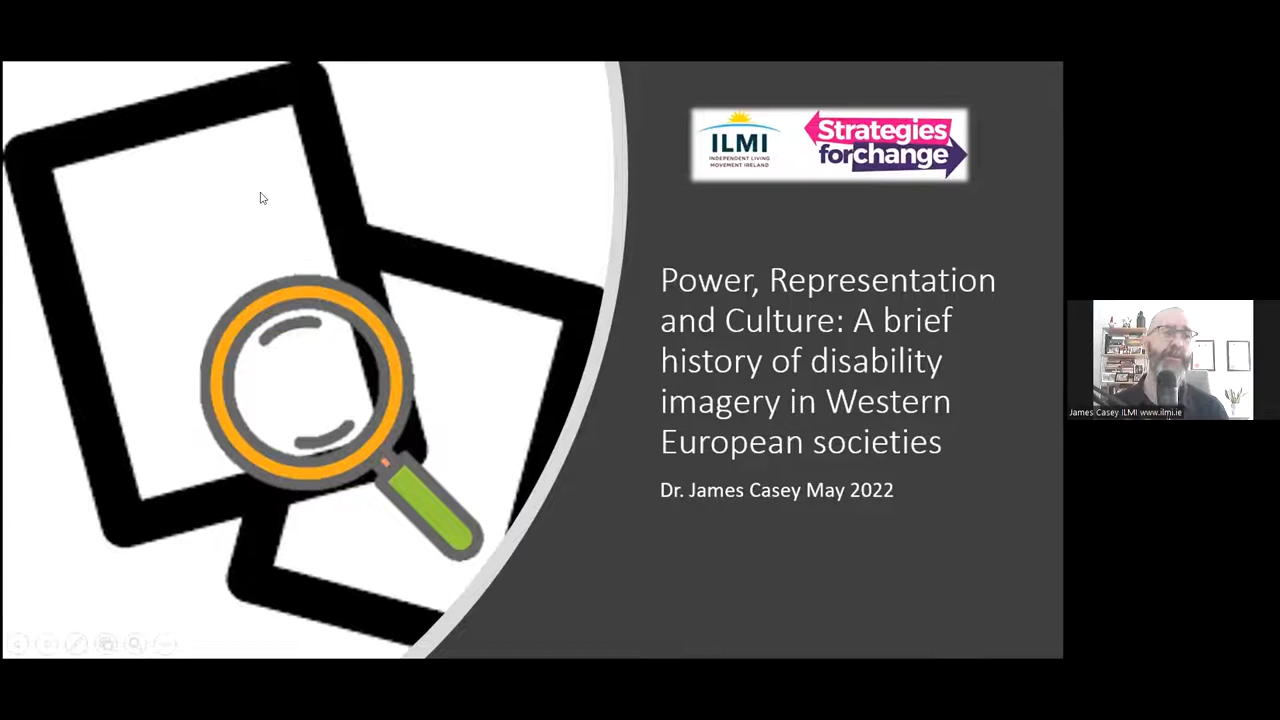 ILMI
INDEPENDENT LIVING
MOVEMENT IRELAND
Strategies
forchange
Power, Representation
and Culture: A brief
history of disability
imagery in Western
European societies
Dr. James Casey May 2022
James Casey ILMI www.ilmi.ie